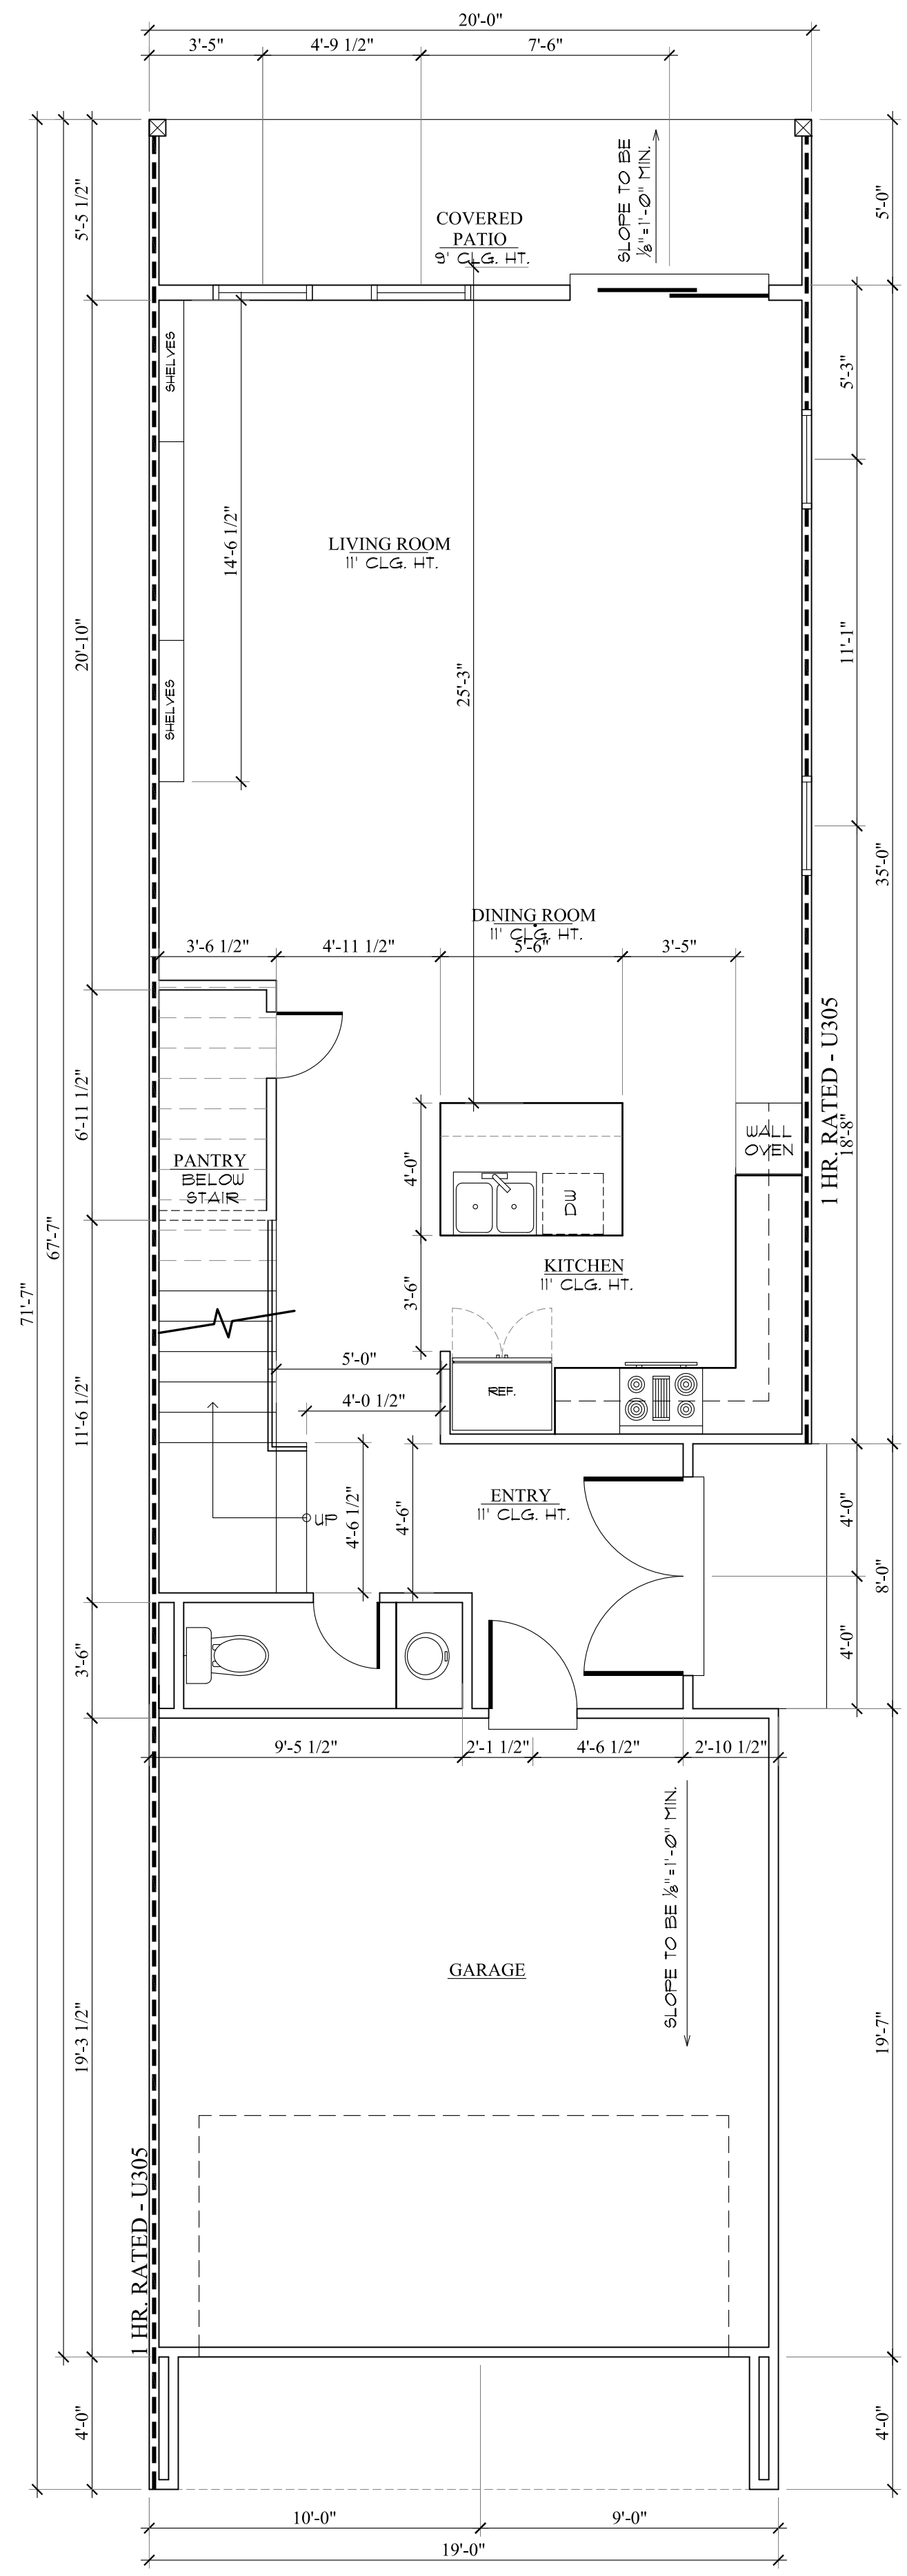 20'-0"
3'-5"
4'-9 1/2"
7'-6"
5'-5 1/2"
SLOPE TO BE
⅛"=1'-0" MIN.
5'-0"
COVERED
PATIO
9' CLG. HT.
SHELVES
5'-3"
14'-6 1/2"
LIVING ROOM
11' CLG. HT.
20'-10"
25'-3"
11'-1"
SHELVES
35'-0"
DINING ROOM
11' CLG. HT.
3'-6 1/2"
4'-11 1/2"
5'-6"
3'-5"
1 HR. RATED - U305
18'-8"
6'-11 1/2"
4'-0"
WALL
OVEN
PANTRY
BELOW
STAIR
DW
67'-7"
71'-7"
KITCHEN
11' CLG. HT.
3'-6"
5'-0"
REF.
4'-0 1/2"
11'-6 1/2"
ENTRY
11' CLG. HT.
4'-6 1/2"
4'-6"
UP
4'-0"
8'-0"
4'-0"
3'-6"
9'-5 1/2"
2'-1 1/2"
4'-6 1/2"
2'-10 1/2"
SLOPE TO BE ⅛"=1'-0" MIN.
GARAGE
19'-3 1/2"
19'-7"
1 HR. RATED - U305
4'-0"
4'-0"
10'-0"
9'-0"
19'-0"